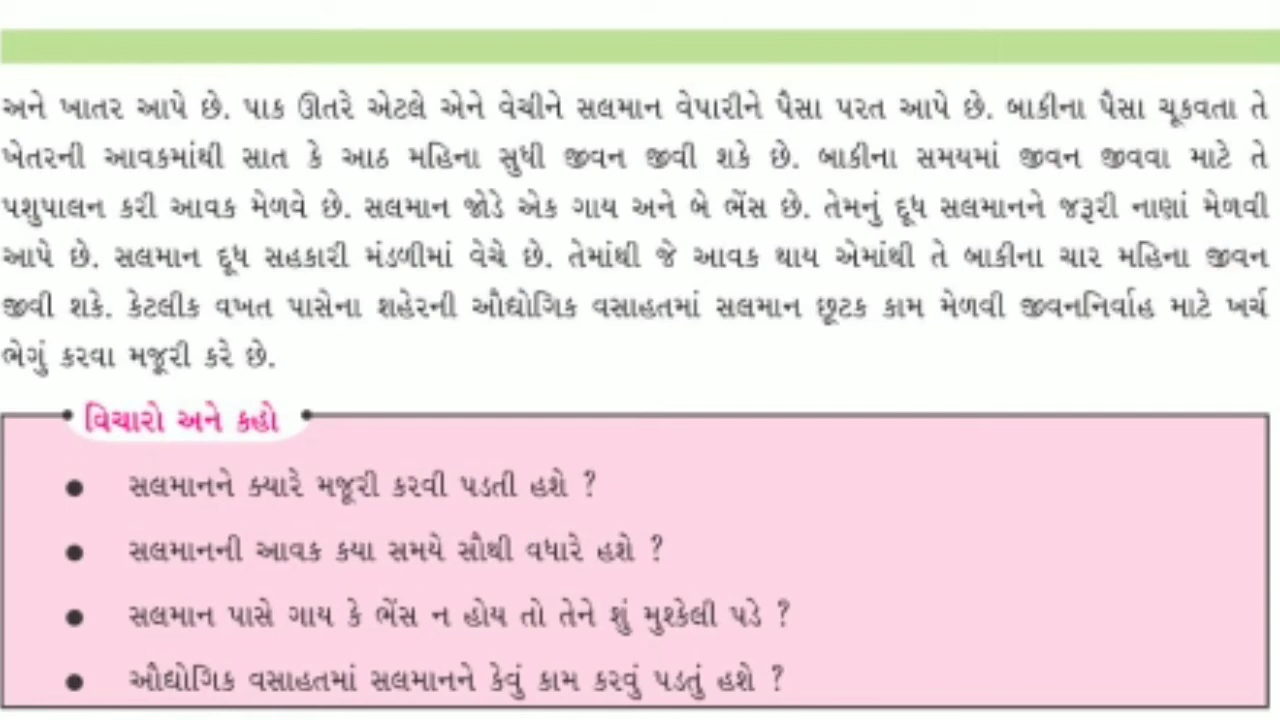 અને ખાતર આપે છે. પાક ઊતરે એટલે એને વેચીને સલમાન વેપારીને પૈસા પરત આપે છે. બાકીના પૈસા ચૂકવતા તે
ખેતરની આવકમાંથી સાત કે આઠ મહિના સુધી જીવન જીવી શકે છે. બાકીના સમયમાં જીવન જીવવા માટે તે
પશુપાલન કરી આવક મેળવે છે. સલમાન જોડે એક ગાય અને બે ભેંસ છે. તેમનું દૂધ સલમાનને જરૂરી નાણાં મેળવી
આપે છે. સલમાન દૂધ સહકારી મંડળીમાં વેચે છે. તેમાંથી જે આવક થાય એમાંથી તે બાકીના ચાર મહિના જીવન
જીવી શકે. કેટલીક વખત પાસેના શહેરની ઔદ્યોગિક વસાહતમાં સલમાન છૂટક કામ મેળવી જીવનનિર્વાહ માટે ખર્ચ
ભેગું કરવા મજૂરી કરે છે.
વિચારો અને કહો
● સલમાનને ક્યારે મજૂરી કરવી પડતી હશે ?
● સલમાનની આવક કયા સમયે સૌથી વધારે હશે ?
● સલમાન પાસે ગાય કે ભેંસ ન હોય તો તેને શું મુશ્કેલી પડે ?
● ઔદ્યોગિક વસાહતમાં સલમાનને કેવું કામ કરવું પડતું હશે ?